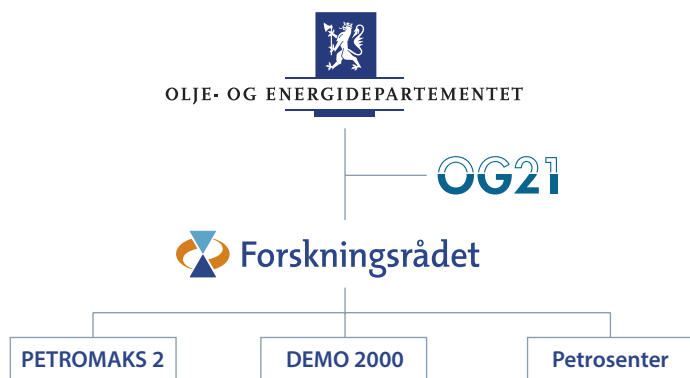 OLJE- OG ENERGIDEPARTEMENTET
OG21
Forskningsrådet
PETROMAKS 2
DEMO 2000
Petrosenter